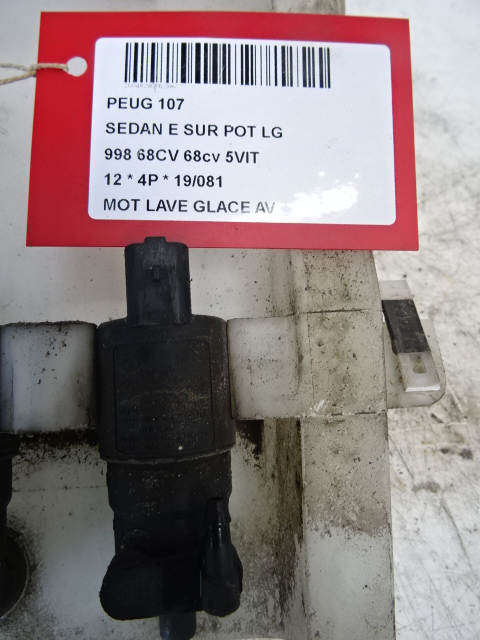 PEUG 107
SEDAN E SUR POT LG
998 68CV 68cv 5VIT
12 * 4P * 19/081
MOT LAVE GLACE AV